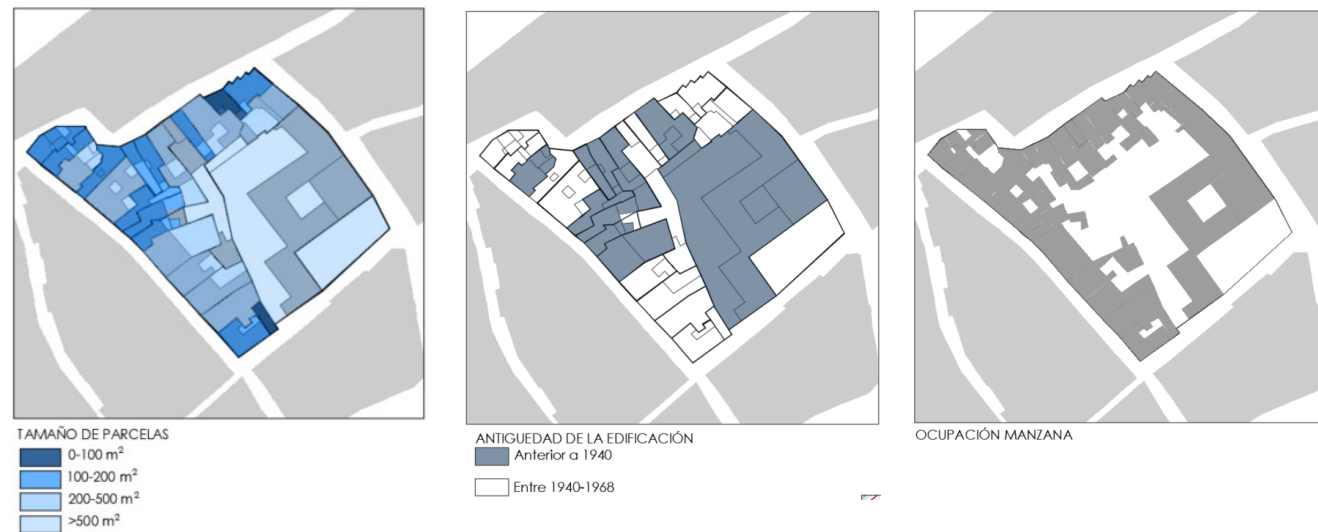 TAMAÑO DE PARCELAS
0-100 m²
100-200 m²
200-500 m²
>500 m²
ANTIGUEDAD DE LA EDIFICACIÓN
Anterior a 1940
Entre 1940-1968
OCUPACIÓN MANZANA